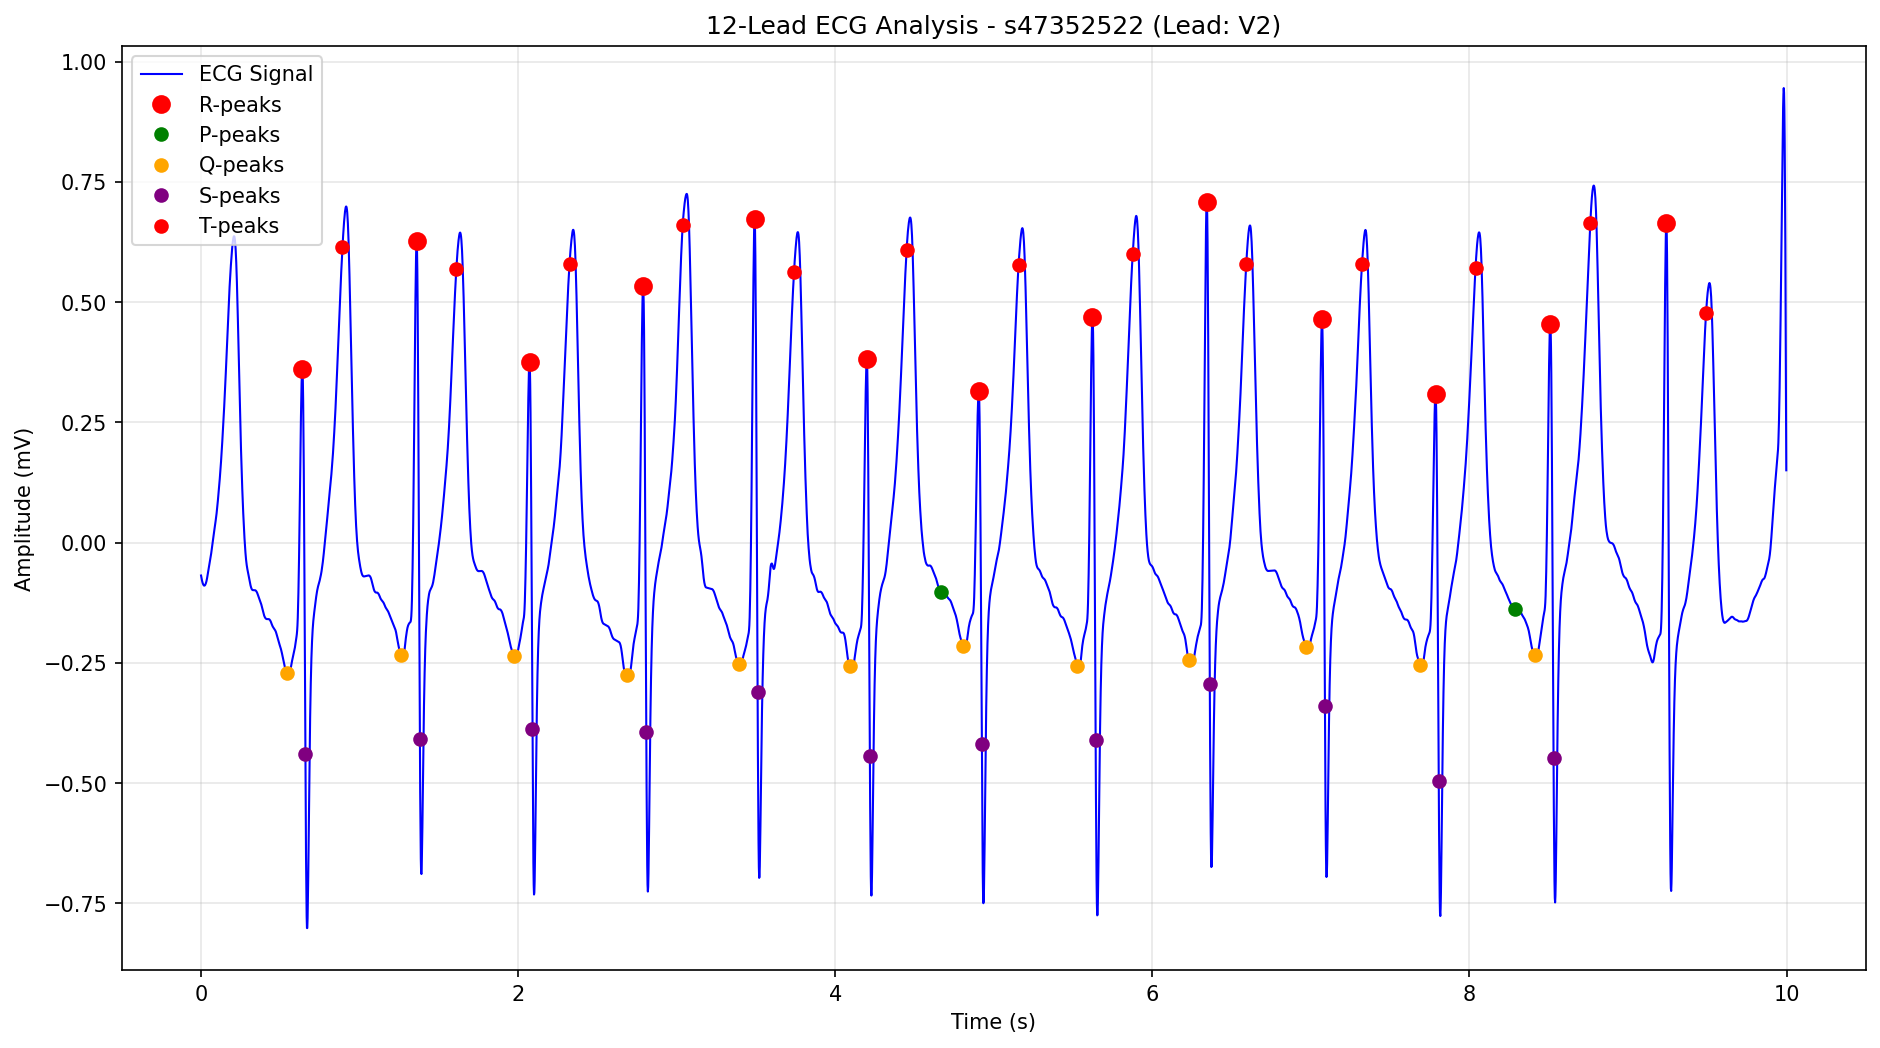 12-Lead ECG Analysis - s47352522 (Lead: V2)
ECG Signal
R-peaks
P-peaks
Q-peaks
S-peaks
T-peaks
1.00
0.75
0.50
0.25
0.00
−0.25
−0.50
−0.75
Amplitude (mV)
0 2 4 6 8 10
Time (s)